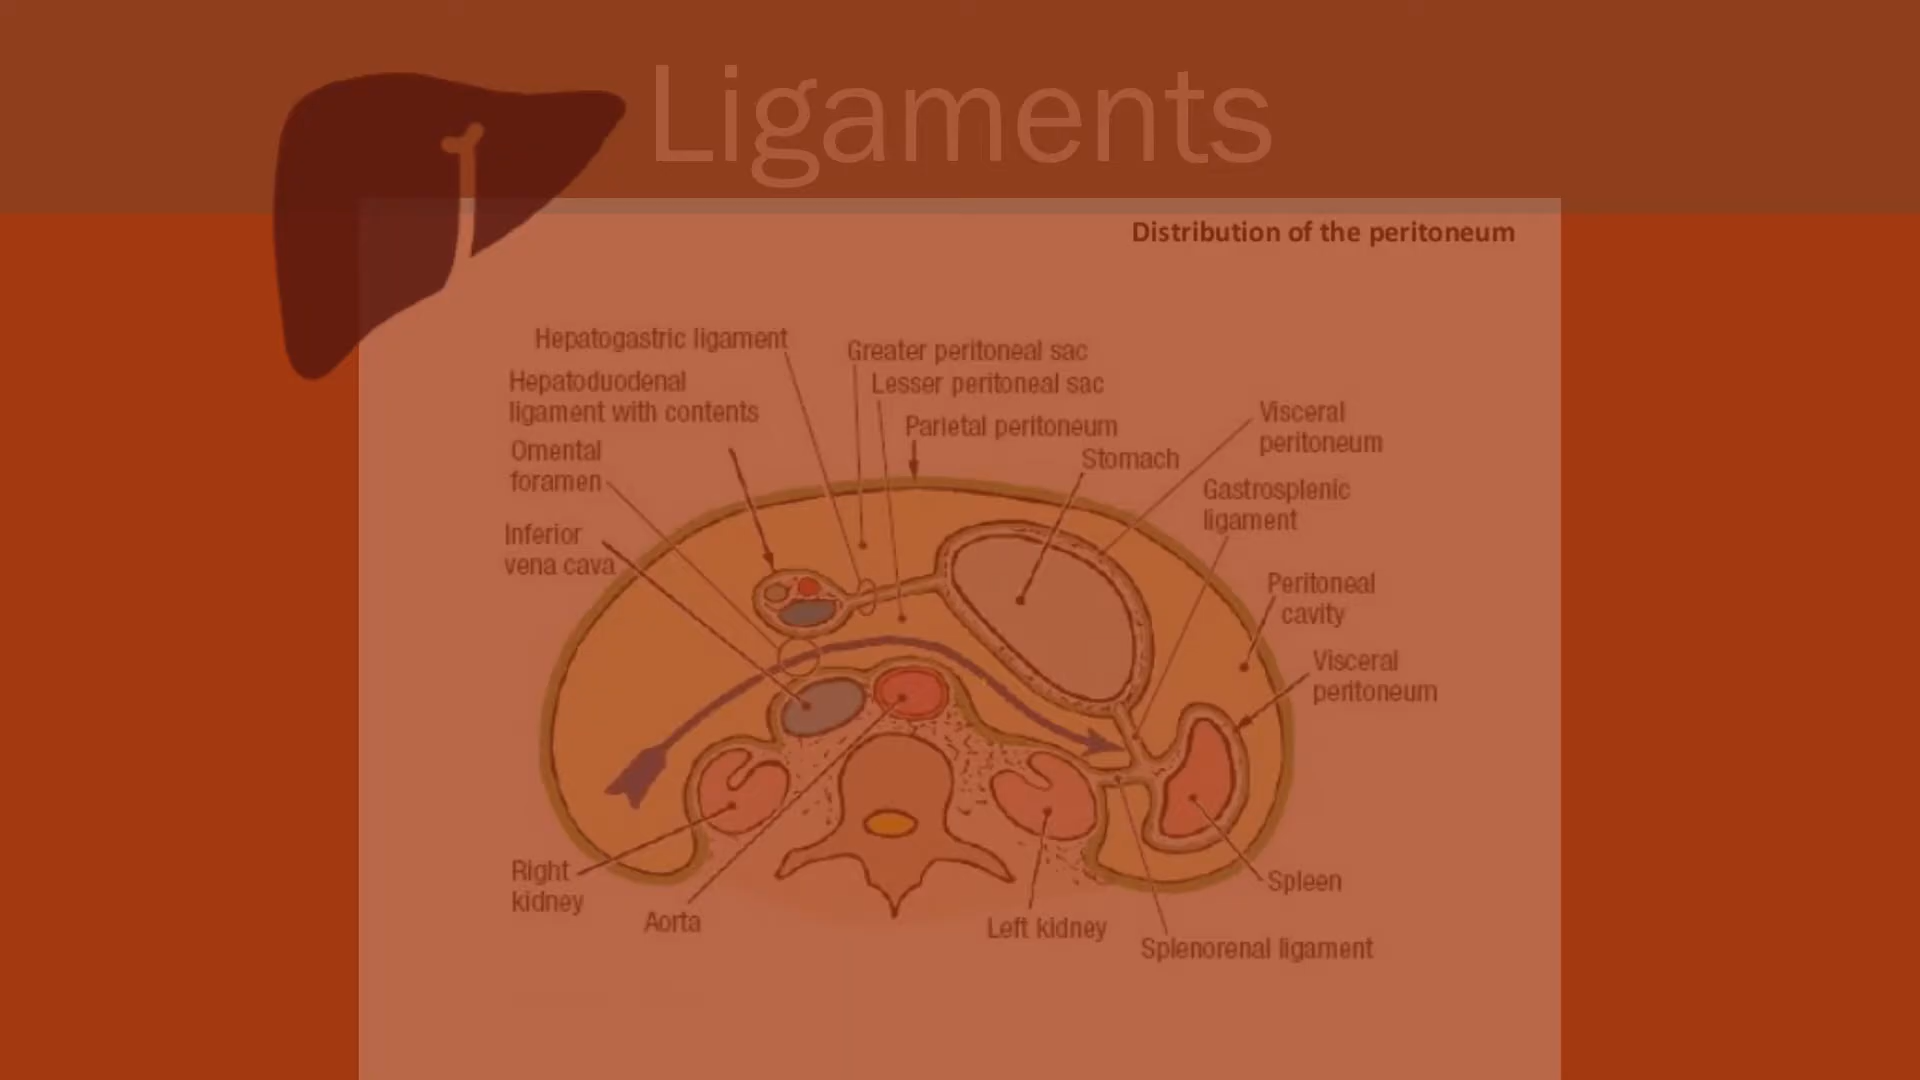 Ligaments
Distribution of the peritoneum
Hepatogastric ligament
Greater peritoneal sac
Hepatoduodenal
ligament with contents
Lesser peritoneal sac
Parietal peritoneum
Visceral
peritoneum
Omental
foramen
Stomach
Gastrosplenic
ligament
Inferior
vena cava
Peritoneal
cavity
Visceral
peritoneum
Right
kidney
Aorta
Left kidney
Spleen
Splenorenal ligament